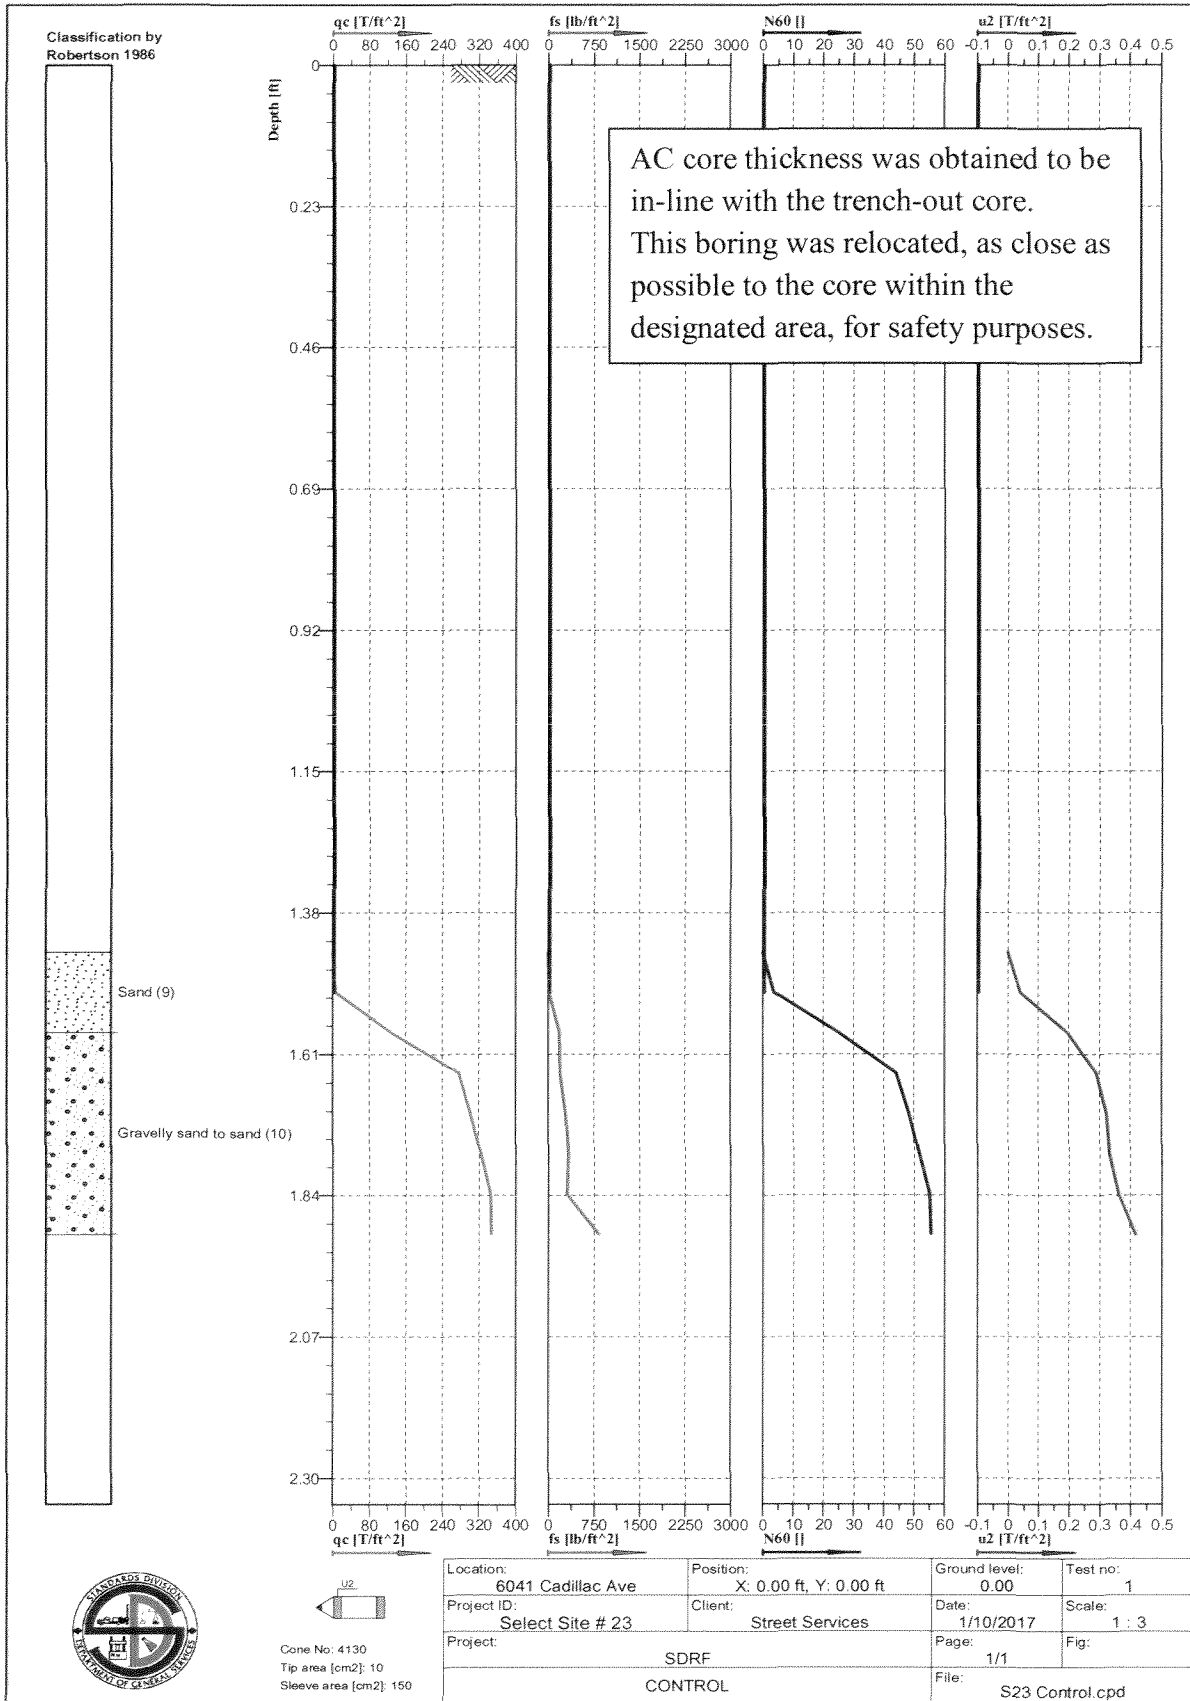 Classification by
Robertson 1986
qc [T/ft^2]
0 80 160 240 320 400
fs [lb/ft^2]
0 750 1500 2250 3000
N60 []
0 10 20 30 40 50 60
u2 [T/ft^2]
-0.1 0 0.1 0.2 0.3 0.4 0.5
Depth [ft]
0
0.23
0.46
0.69
0.92
1.15
1.38
1.61
1.84
2.07
2.30
AC core thickness was obtained to be
in-line with the trench-out core.
This boring was relocated, as close as
possible to the core within the
designated area, for safety purposes.
Sand (9)
Gravelly sand to sand (10)
0 80 160 240 320 400
qc [T/ft^2]
0 750 1500 2250 3000
fs [lb/ft^2]
0 10 20 30 40 50 60
N60 []
-0.1 0 0.1 0.2 0.3 0.4 0.5
u2 [T/ft^2]
STANDARDS DIVISION
DEPARTMENT OF GENERAL SERVICES
U2
Cone No: 4130
Tip area [cm2]: 10
Sleeve area [cm2]: 150
Location:
6041 Cadillac Ave
Position:
X: 0.00 ft, Y: 0.00 ft
Ground level:
0.00
Test no:
1
Project ID:
Select Site # 23
Client:
Street Services
Date:
1/10/2017
Scale:
1 : 3
Project:
SDRF
Page:
1/1
Fig:
CONTROL
File:
S23 Control.cpd